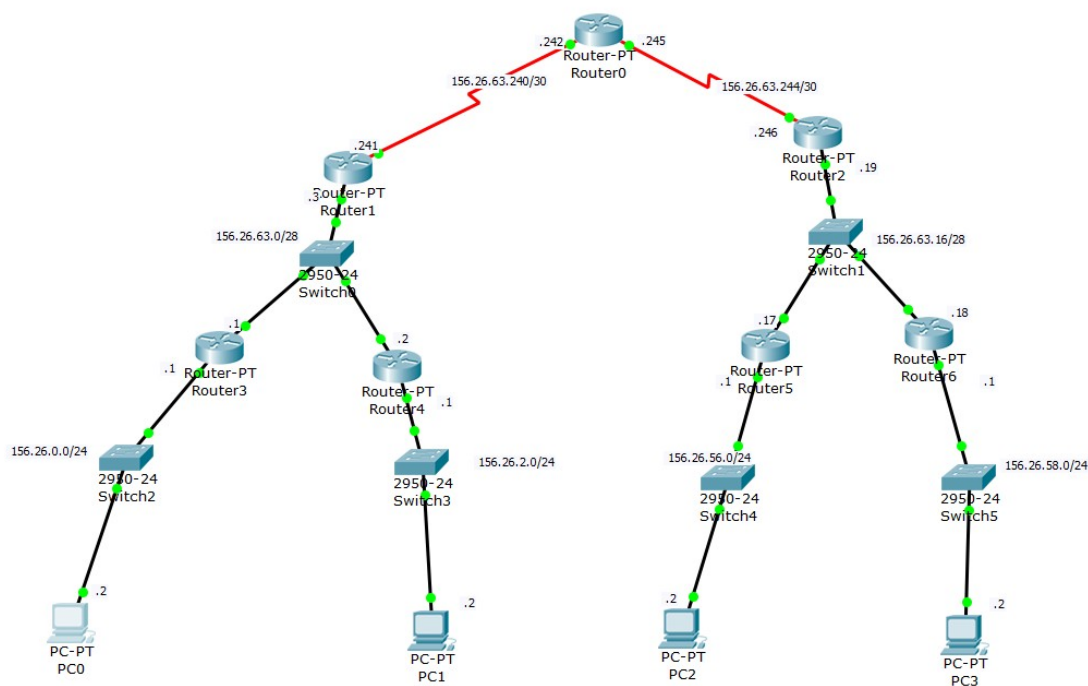 .242
.245
Router-PT
Router0
156.26.63.240/30
156.26.63.244/30
.241
.246
Router-PT
Router1
Router-PT
Router2
.3
.19
156.26.63.0/28
156.26.63.16/28
2950-24
Switch0
2950-24
Switch1
.1
.2
.17
.18
.1
Router-PT
Router3
Router-PT
Router4
.1
.1
Router-PT
Router5
Router-PT
Router6
.1
156.26.0.0/24
156.26.2.0/24
156.26.56.0/24
156.26.58.0/24
2950-24
Switch2
2950-24
Switch3
2950-24
Switch4
2950-24
Switch5
.2
.2
.2
.2
PC-PT
PC0
PC-PT
PC1
PC-PT
PC2
PC-PT
PC3